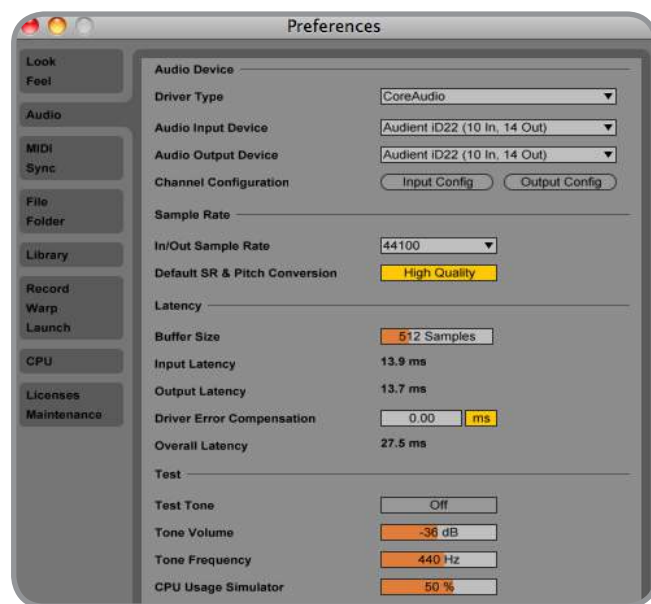 Preferences
Look
Feel
Audio
MIDI
Sync
File
Folder
Library
Record
Warp
Launch
CPU
Licenses
Maintenance
Audio Device
Driver Type CoreAudio
Audio Input Device Audient iD22 (10 In, 14 Out)
Audio Output Device Audient iD22 (10 In, 14 Out)
Channel Configuration Input Config Output Config
Sample Rate
In/Out Sample Rate 44100
Default SR & Pitch Conversion High Quality
Latency
Buffer Size 512 Samples
Input Latency 13.9 ms
Output Latency 13.7 ms
Driver Error Compensation 0.00 ms
Overall Latency 27.5 ms
Test
Test Tone Off
Tone Volume -36 dB
Tone Frequency 440 Hz
CPU Usage Simulator 50 %